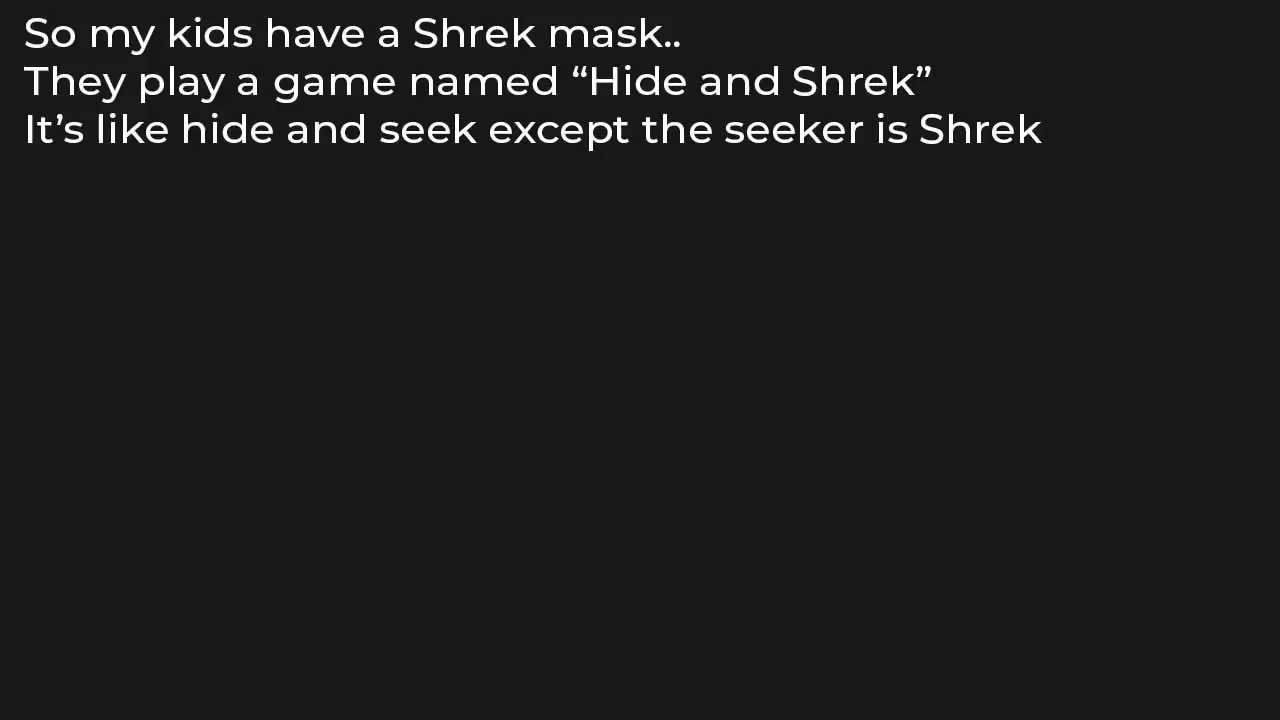 So my kids have a Shrek mask..
They play a game named “Hide and Shrek”
It’s like hide and seek except the seeker is Shrek